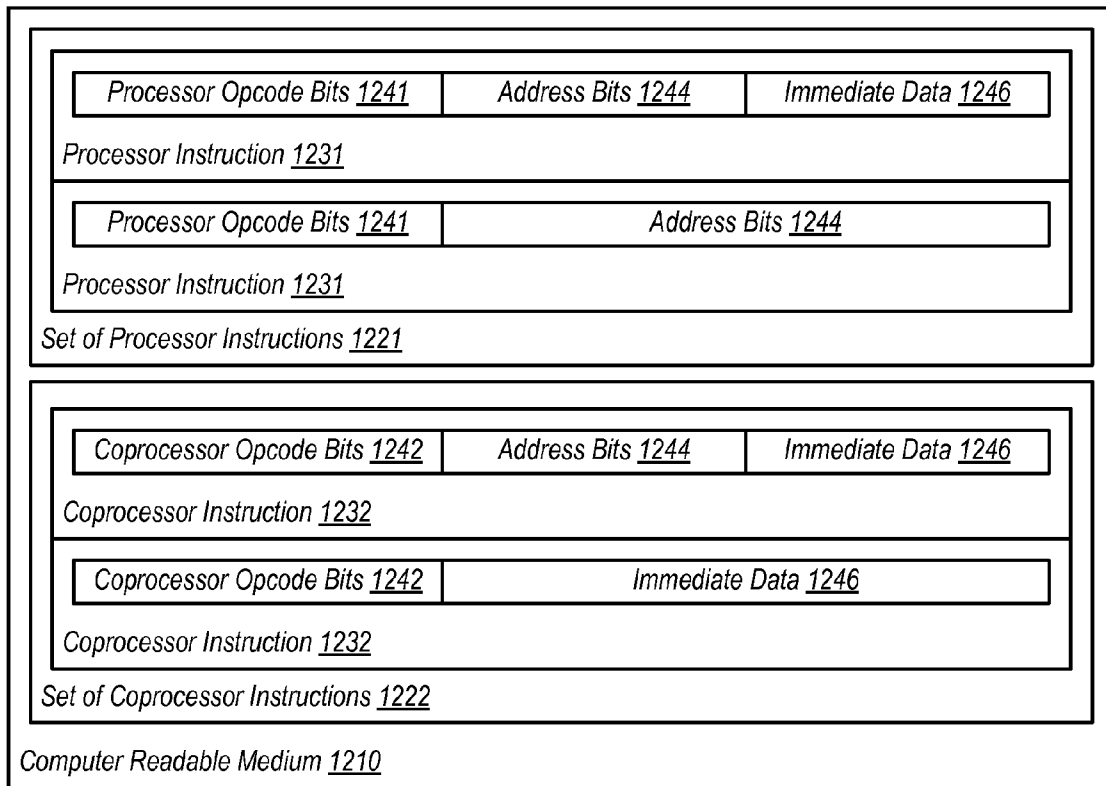 Processor Opcode Bits 1241 Address Bits 1244 Immediate Data 1246
Processor Instruction 1231
Processor Opcode Bits 1241 Address Bits 1244
Processor Instruction 1231
Set of Processor Instructions 1221
Coprocessor Opcode Bits 1242 Address Bits 1244 Immediate Data 1246
Coprocessor Instruction 1232
Coprocessor Opcode Bits 1242 Immediate Data 1246
Coprocessor Instruction 1232
Set of Coprocessor Instructions 1222
Computer Readable Medium 1210